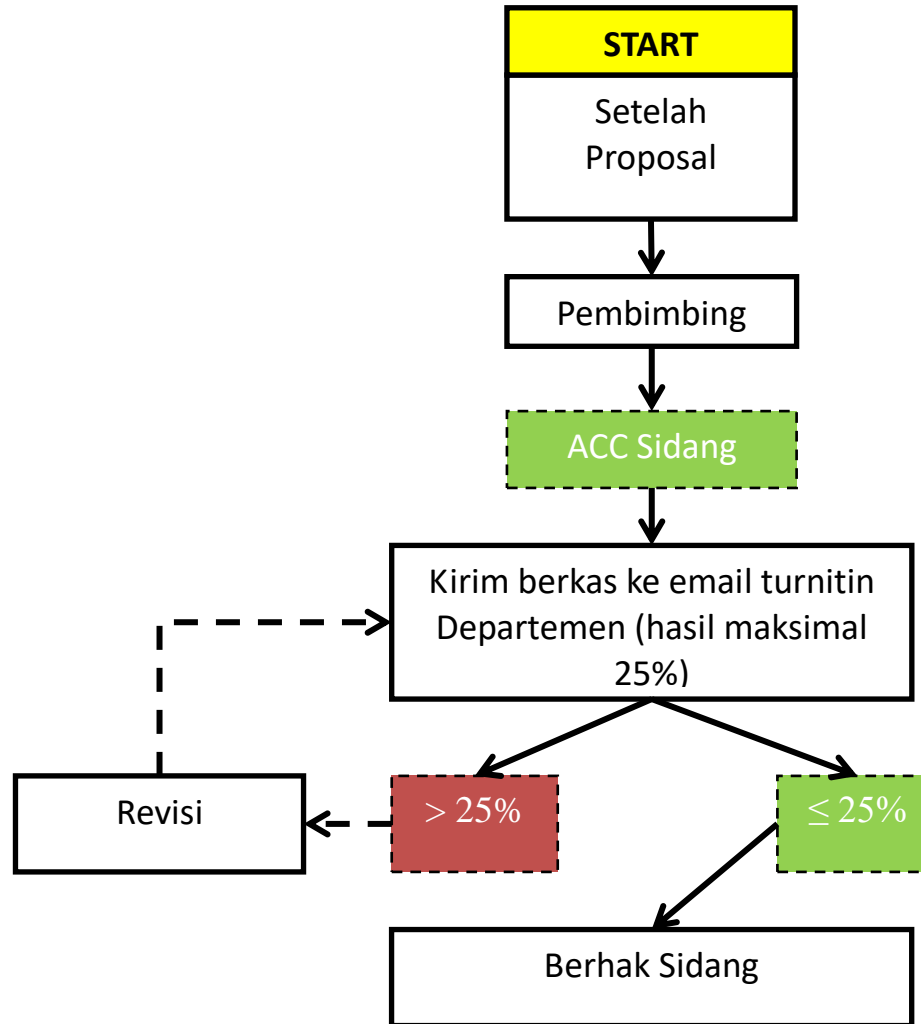 START
Setelah
Proposal
Pembimbing
ACC Sidang
Kirim berkas ke email turnitin
Departemen (hasil maksimal
25%)
Revisi
> 25%
≤ 25%
Berhak Sidang